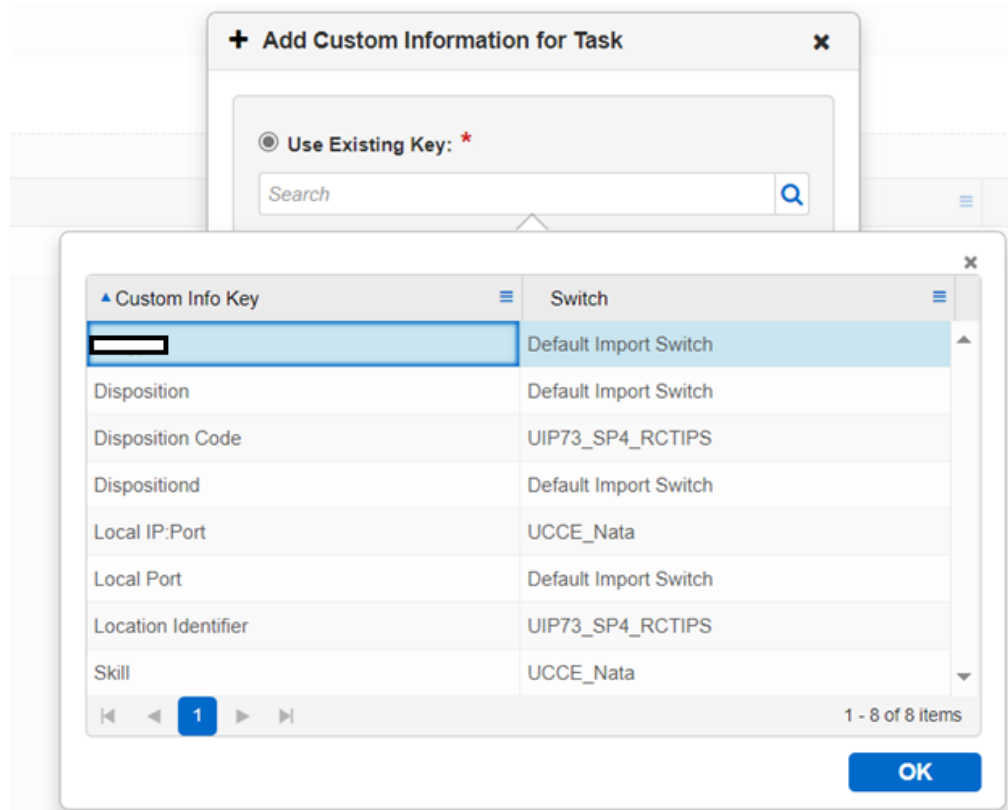 Add Custom Information for Task
Use Existing Key: *
Search
Custom Info Key Switch
Default Import Switch
Disposition Default Import Switch
Disposition Code UIP73_SP4_RCTIPS
Dispositiond Default Import Switch
Local IP:Port UCCE_Nata
Local Port Default Import Switch
Location Identifier UIP73_SP4_RCTIPS
Skill UCCE_Nata
1 1 - 8 of 8 items
OK